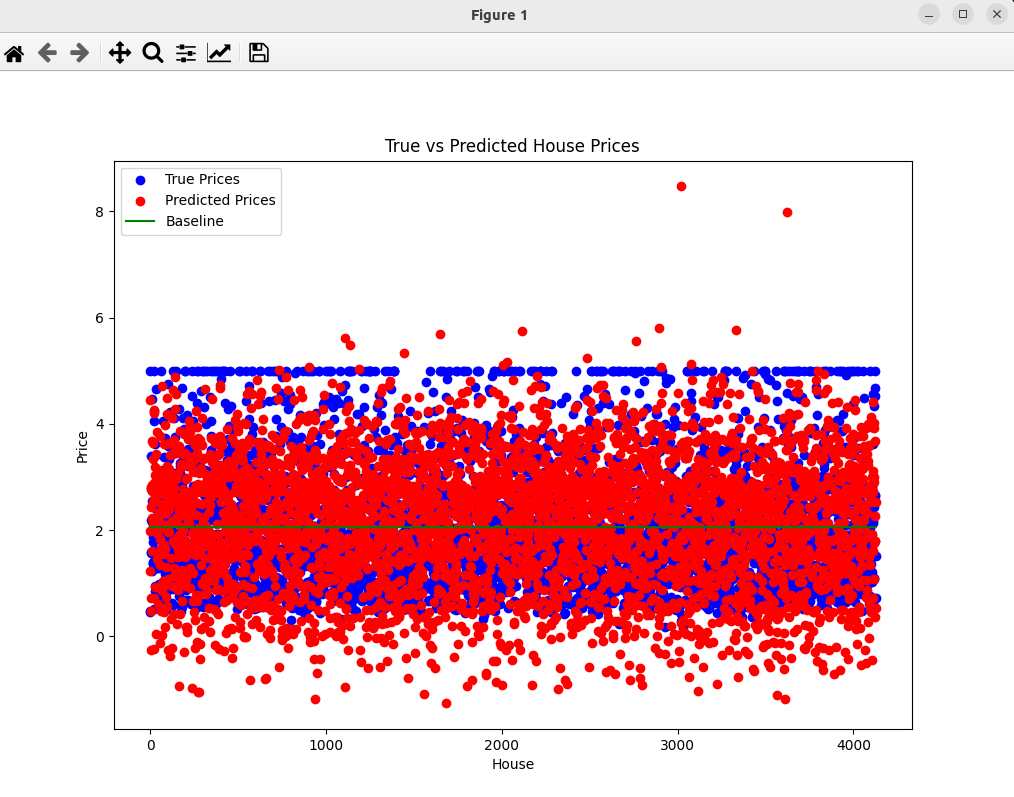 Figure 1
True vs Predicted House Prices
True Prices
Predicted Prices
Baseline
8
6
4
2
0
Price
0 1000 2000 3000 4000
House